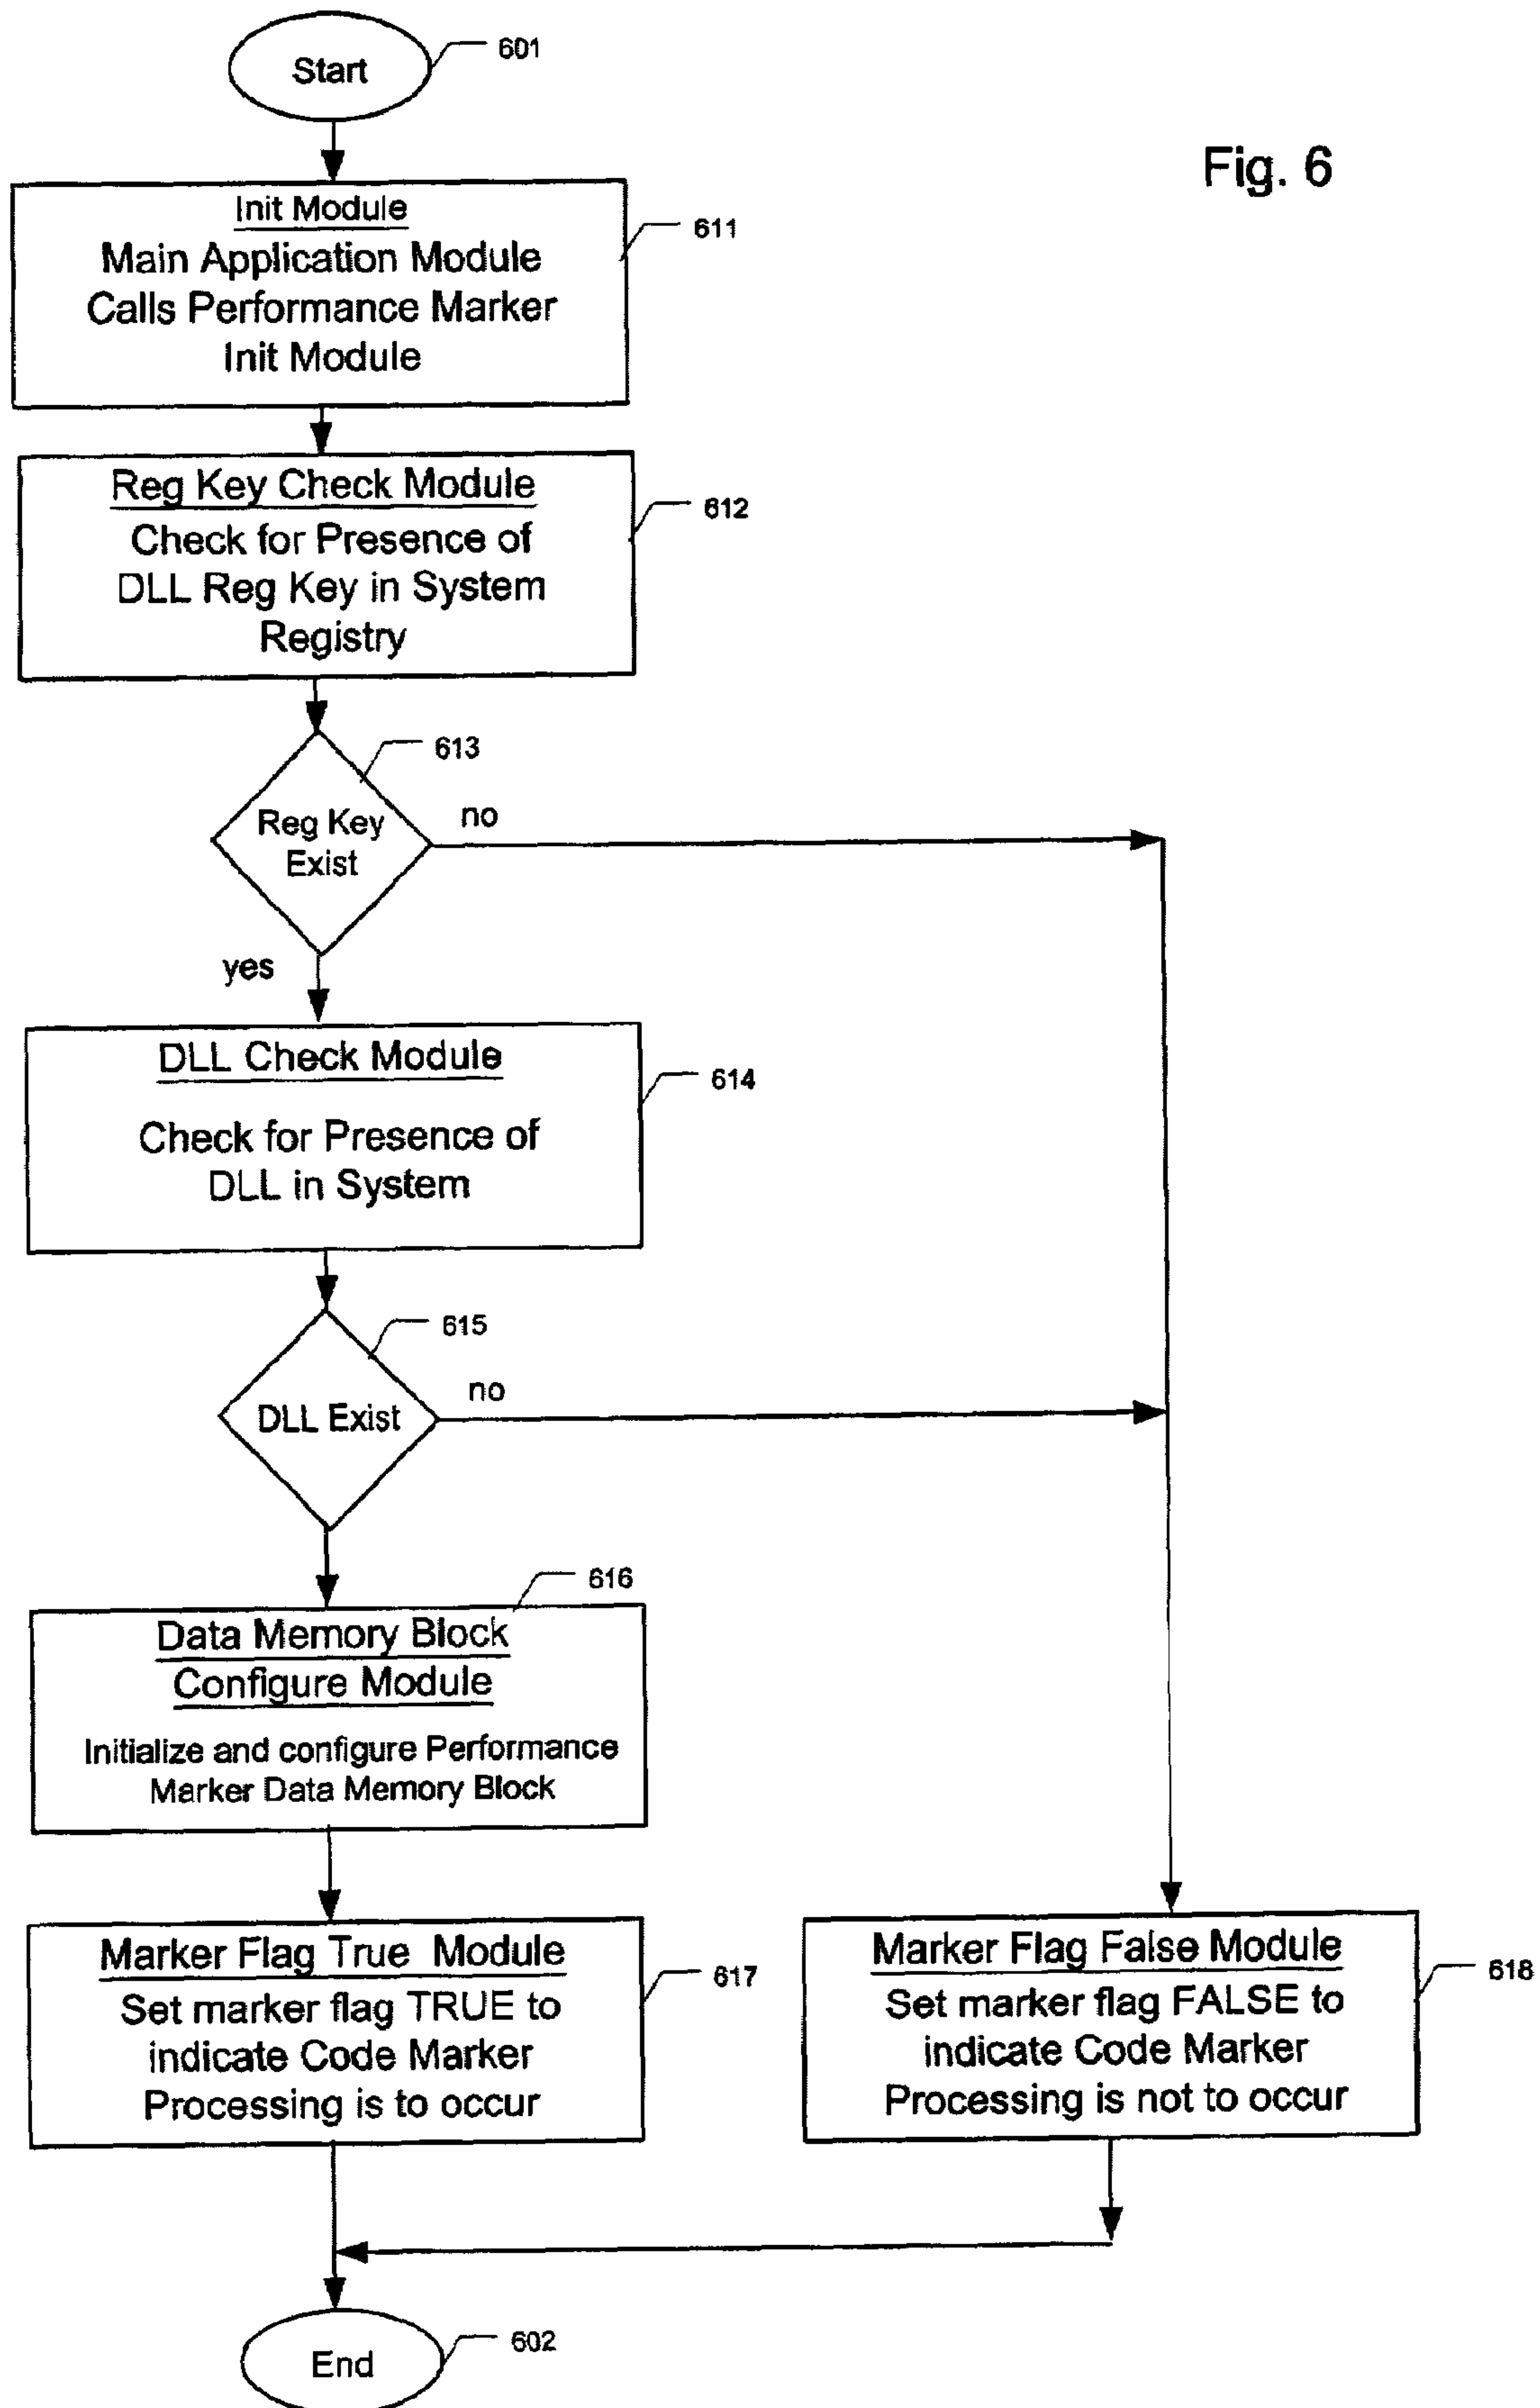 Start
601
Fig. 6
Init Module
Main Application Module
Calls Performance Marker
Init Module
611
Reg Key Check Module
Check for Presence of
DLL Reg Key in System
Registry
612
613
Reg Key
Exist
no
yes
DLL Check Module
Check for Presence of
DLL in System
614
615
DLL Exist
no
616
Data Memory Block
Configure Module
Initialize and configure Performance
Marker Data Memory Block
Marker Flag True Module
Set marker flag TRUE to
indicate Code Marker
Processing is to occur
617
Marker Flag False Module
Set marker flag FALSE to
indicate Code Marker
Processing is not to occur
618
End
602